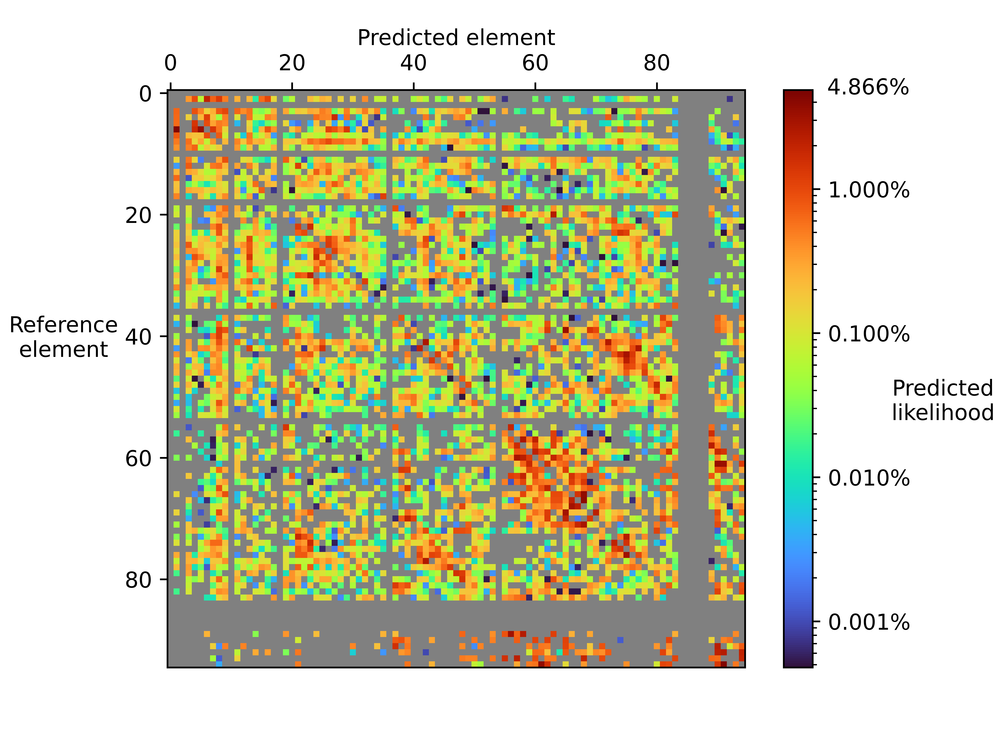 Predicted element
0 20 40 60 80
0
20
40
60
80
Reference
element
4.866%
1.000%
0.100%
0.010%
0.001%
Predicted
likelihood